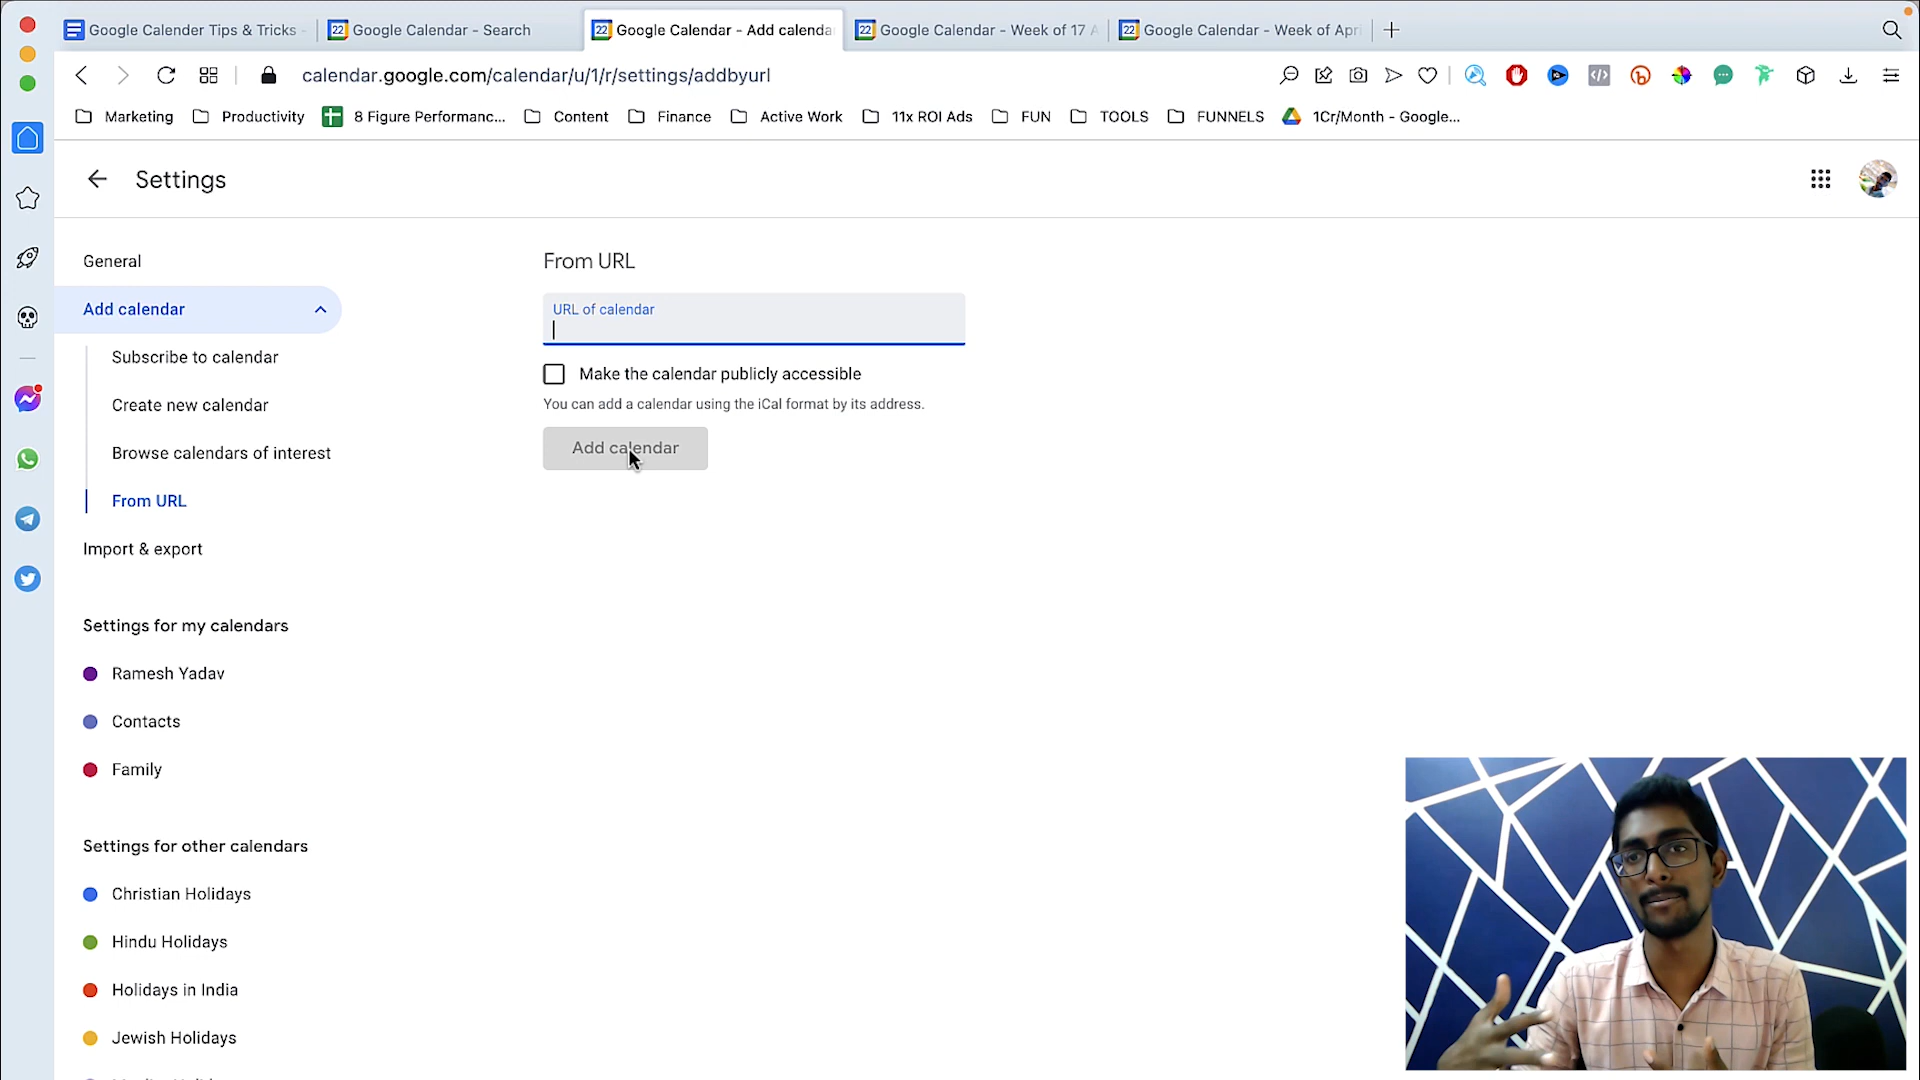 Google Calender Tips & Tricks -
22 Google Calendar - Search
22 Google Calendar - Add calenda
22 Google Calendar - Week of 17 A
22 Google Calendar - Week of Apri
calendar.google.com/calendar/u/1/r/settings/addbyurl
Marketing
Productivity
8 Figure Performanc...
Content
Finance
Active Work
11x ROI Ads
FUN
TOOLS
FUNNELS
1Cr/Month - Google...
Settings
General
Add calendar
Subscribe to calendar
Create new calendar
Browse calendars of interest
From URL
Import & export
Settings for my calendars
Ramesh Yadav
Contacts
Family
Settings for other calendars
Christian Holidays
Hindu Holidays
Holidays in India
Jewish Holidays
From URL
URL of calendar
Make the calendar publicly accessible
You can add a calendar using the iCal format by its address.
Add calendar